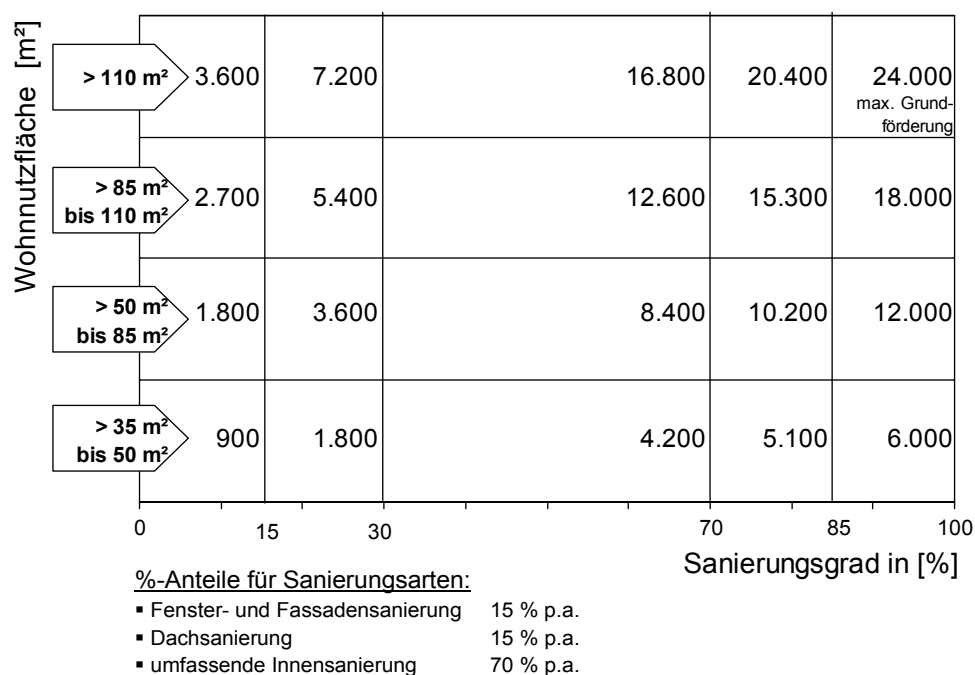 Wohnnutzfläche [m²]
> 110 m² 3.600 7.200 16.800 20.400 24.000
max. Grund-
förderung
> 85 m²
bis 110 m² 2.700 5.400 12.600 15.300 18.000
> 50 m²
bis 85 m² 1.800 3.600 8.400 10.200 12.000
> 35 m²
bis 50 m² 900 1.800 4.200 5.100 6.000
0 15 30 70 85 100
Sanierungsgrad in [%]
%-Anteile für Sanierungsarten:
▪ Fenster- und Fassadensanierung 15 % p.a.
▪ Dachsanierung 15 % p.a.
▪ umfassende Innensanierung 70 % p.a.